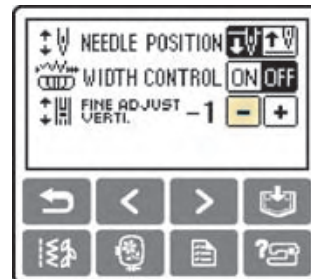 NEEDLE POSITION
WIDTH CONTROL ON OFF
FINE ADJUST VERTI. -1 - +
?